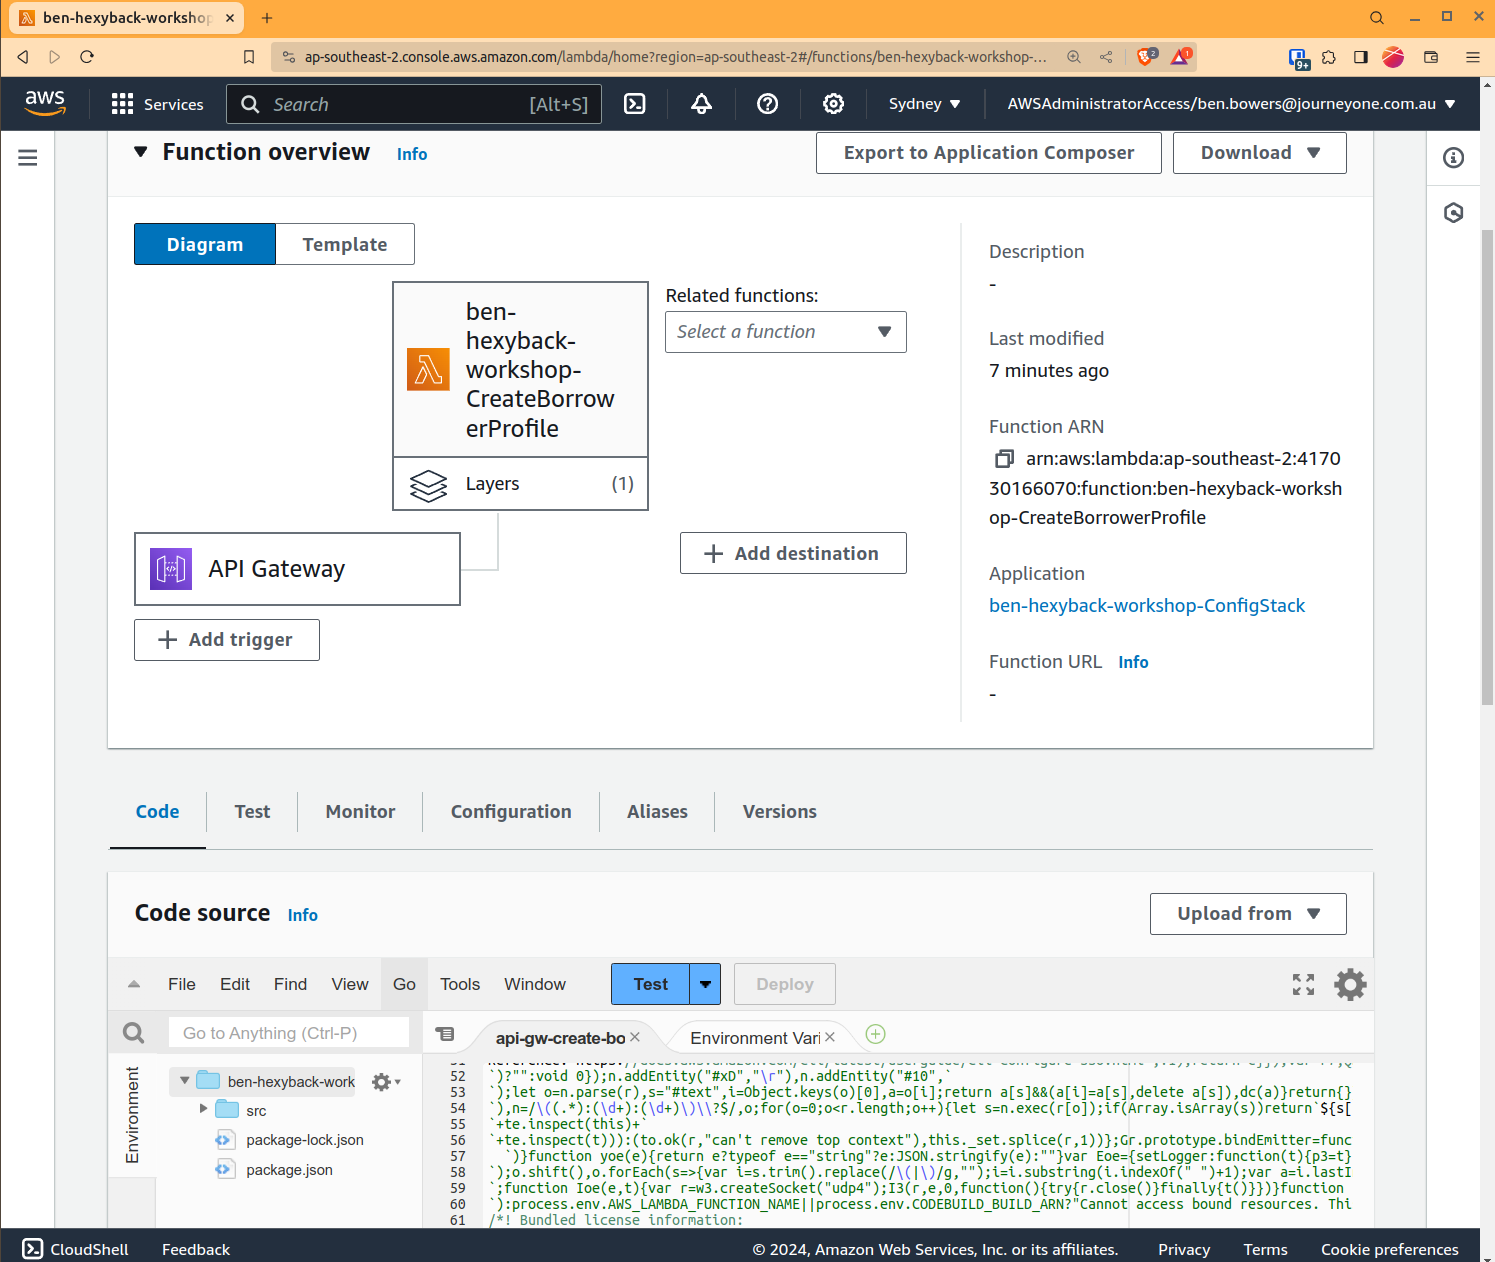 ben-hexyback-workshop
ap-southeast-2.console.aws.amazon.com/lambda/home?region=ap-southeast-2#/functions/ben-hexyback-workshop-...
2
1
9+
aws
Services
Search
[Alt+S]
Sydney
AWSAdministratorAccess/ben.bowers@journeyone.com.au
Function overview
Info
Export to Application Composer
Download
Diagram
Template
ben-
hexyback-
workshop-
CreateBorrow
erProfile
Layers
(1)
Related functions:
Select a function
API Gateway
Add destination
Add trigger
Description
-
Last modified
7 minutes ago
Function ARN
arn:aws:lambda:ap-southeast-2:4170
30166070:function:ben-hexyback-worksh
op-CreateBorrowerProfile
Application
ben-hexyback-workshop-ConfigStack
Function URL Info
-
Code
Test
Monitor
Configuration
Aliases
Versions
Code source
Info
Upload from
File Edit Find View Go Tools Window
Test
Deploy
Go to Anything (Ctrl-P)
api-gw-create-bo
Environment Vari
Environment
ben-hexyback-work
src
package-lock.json
package.json
52 `)?"":void 0});n.addEntity("#xD","\r"),n.addEntity("#10",`
53 `);let o=n.parse(r),s="#text",i=Object.keys(o)[0],a=o[i];return a[s]&&(a[i]=a[s],delete a[s]),dc(a)}return{}
54 `),n=/\((.*):(\d+):(\d+)\)\\?$/,o;for(o=0;o<r.length;o++){let s=n.exec(r[o]);if(Array.isArray(s))return`${s[
55 `+te.inspect(this)+`
56 `+te.inspect(t))):(to.ok(r,"can't remove top context"),this._set.splice(r,1))};Gr.prototype.bindEmitter=func
57 `)}function yoe(e){return e?typeof e=="string"?e:JSON.stringify(e):""}var Eoe={setLogger:function(t){p3=t}
58 `);o.shift(),o.forEach(s=>{var i=s.trim().replace(/\(|\)/g,"");i=i.substring(i.indexOf(" ")+1);var a=i.lastI
59 `;function Ioe(e,t){var r=w3.createSocket("udp4");I3(r,e,0,function(){try{r.close()}finally{t()}})}function
60 `):process.env.AWS_LAMBDA_FUNCTION_NAME||process.env.CODEBUILD_BUILD_ARN?"Cannot access bound resources. Thi
61 /*! Bundled license information:
CloudShell
Feedback
© 2024, Amazon Web Services, Inc. or its affiliates.
Privacy
Terms
Cookie preferences